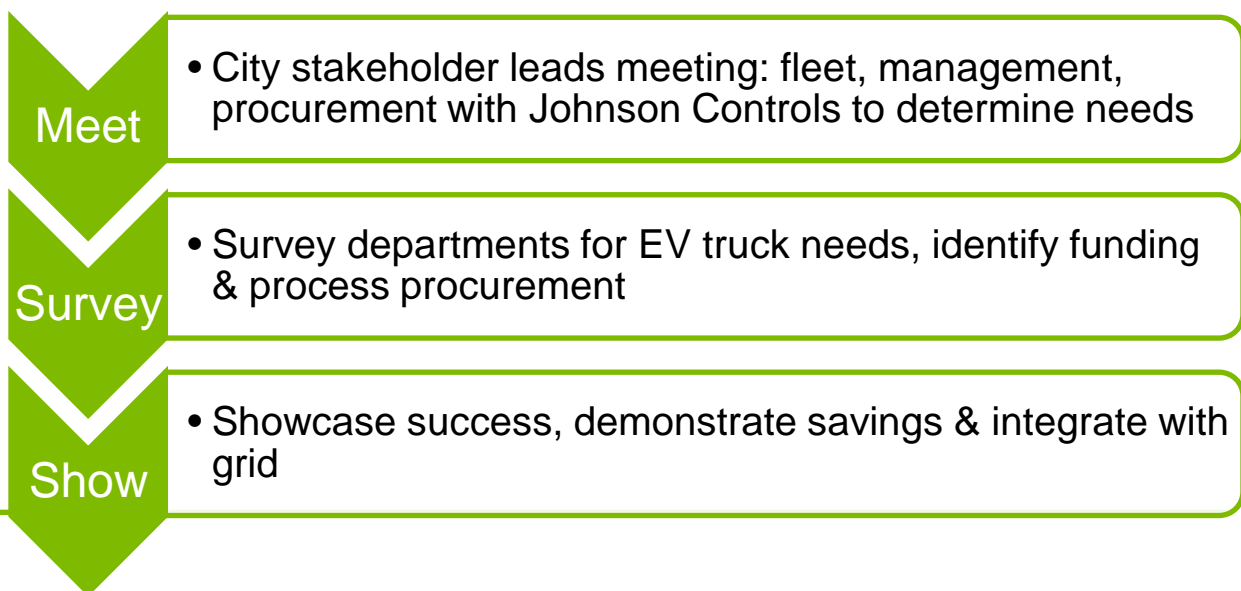 Meet
• City stakeholder leads meeting: fleet, management,
procurement with Johnson Controls to determine needs
Survey
• Survey departments for EV truck needs, identify funding
& process procurement
Show
• Showcase success, demonstrate savings & integrate with
grid